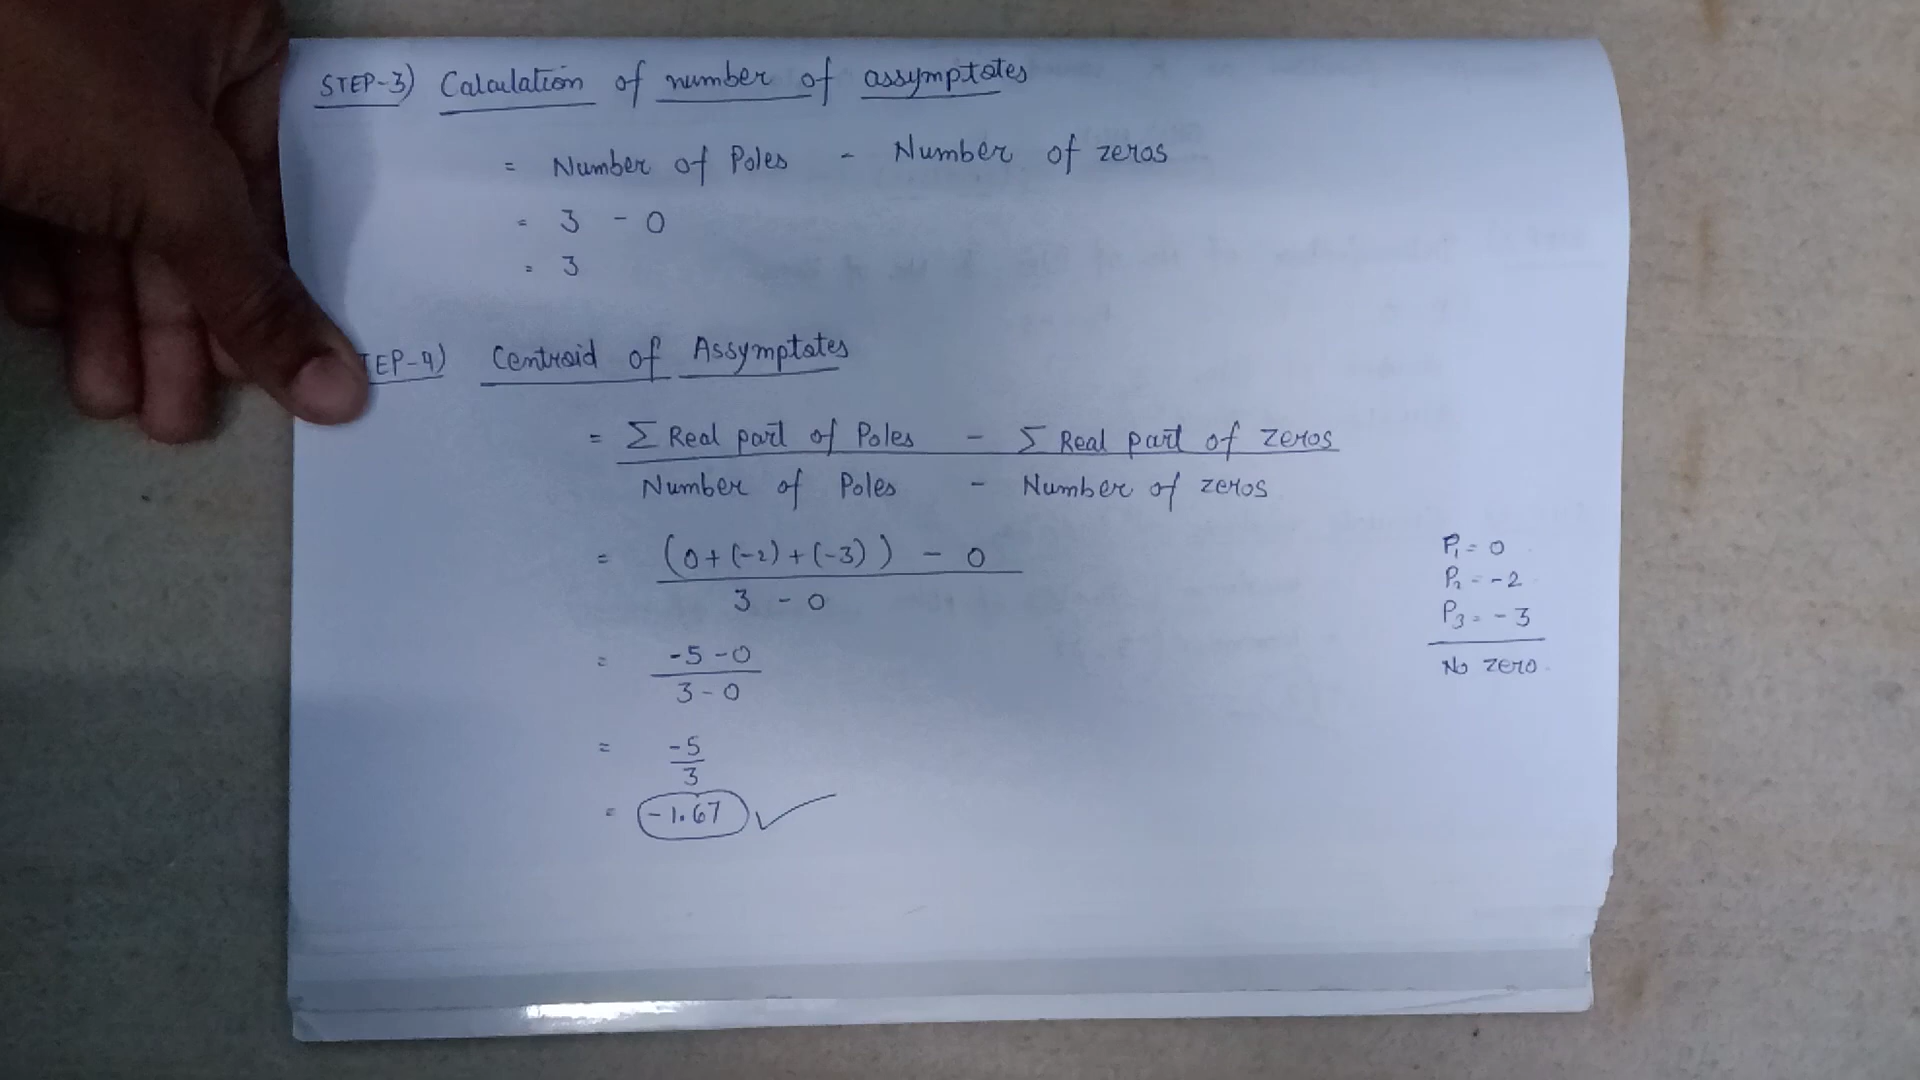 STEP-3) Calculation of number of assymptotes
= Number of Poles - Number of zeros
= 3 - 0
= 3
TEP-4) Centroid of Assymptotes
= Σ Real part of Poles - Σ Real part of zeros
Number of Poles - Number of zeros
= (0+(-2)+(-3)) - 0
3 - 0
P1 = 0
P2 = -2
P3 = -3
No zero.
= -5-0
3-0
= -5
3
= -1.67 ✓